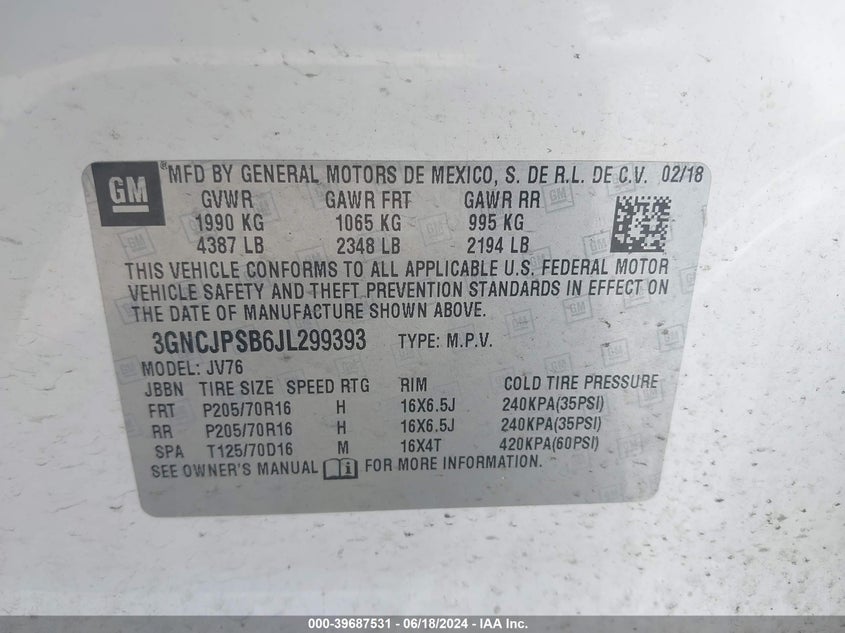 GM
® MFD BY GENERAL MOTORS DE MEXICO, S. DE R.L. DE C.V. 02/18
GVWR GAWR FRT GAWR RR
1990 KG 1065 KG 995 KG
4387 LB 2348 LB 2194 LB
THIS VEHICLE CONFORMS TO ALL APPLICABLE U.S. FEDERAL MOTOR
VEHICLE SAFETY AND THEFT PREVENTION STANDARDS IN EFFECT ON
THE DATE OF MANUFACTURE SHOWN ABOVE.
3GNCJPSB6JL299393 TYPE: M.P.V.
MODEL: JV76
JBBN TIRE SIZE SPEED RTG RIM COLD TIRE PRESSURE
FRT P205/70R16 H 16X6.5J 240KPA(35PSI)
RR P205/70R16 H 16X6.5J 240KPA(35PSI)
SPA T125/70D16 M 16X4T 420KPA(60PSI)
SEE OWNER'S MANUAL FOR MORE INFORMATION.
000-39687531 - 06/18/2024 - IAA Inc.